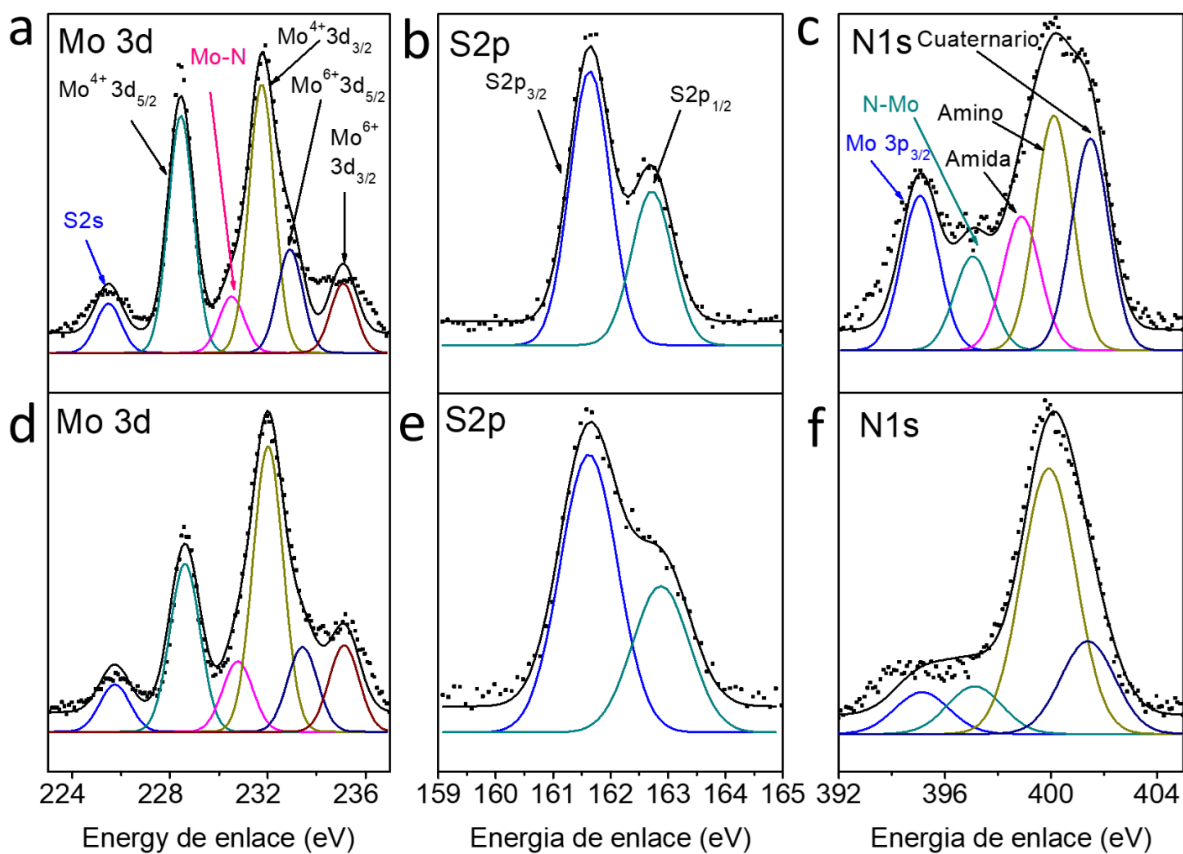 a
Mo 3d
Mo⁴⁺3d₃/₂
Mo-N
Mo⁶⁺3d₅/₂
Mo⁴⁺ 3d₅/₂
Mo⁶⁺
3d₃/₂
S2s
b
S2p
S2p₃/₂
S2p₁/₂
c
N1s
Cuaternario
N-Mo
Amino
Mo 3p₃/₂
Amida
d
Mo 3d
e
S2p
f
N1s
224 228 232 236
159 160 161 162 163 164 165
392 396 400 404
Energy de enlace (eV)
Energia de enlace (eV)
Energia de enlace (eV)